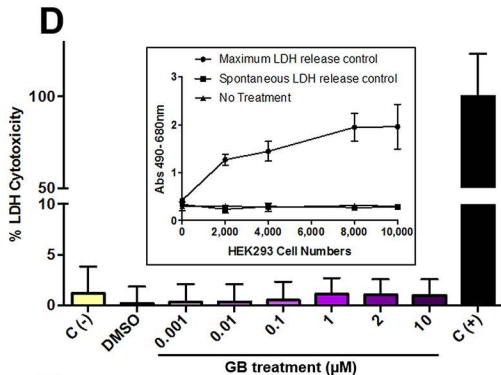 D
% LDH Cytotoxicity
100
50
10
5
0
Maximum LDH release control
Spontaneous LDH release control
No Treatment
Abs 490-680nm
3
2
1
0
0 2,000 4,000 6,000 8,000 10,000
HEK293 Cell Numbers
C (-) DMSO 0.001 0.01 0.1 1 2 10 C (+)
GB treatment (µM)